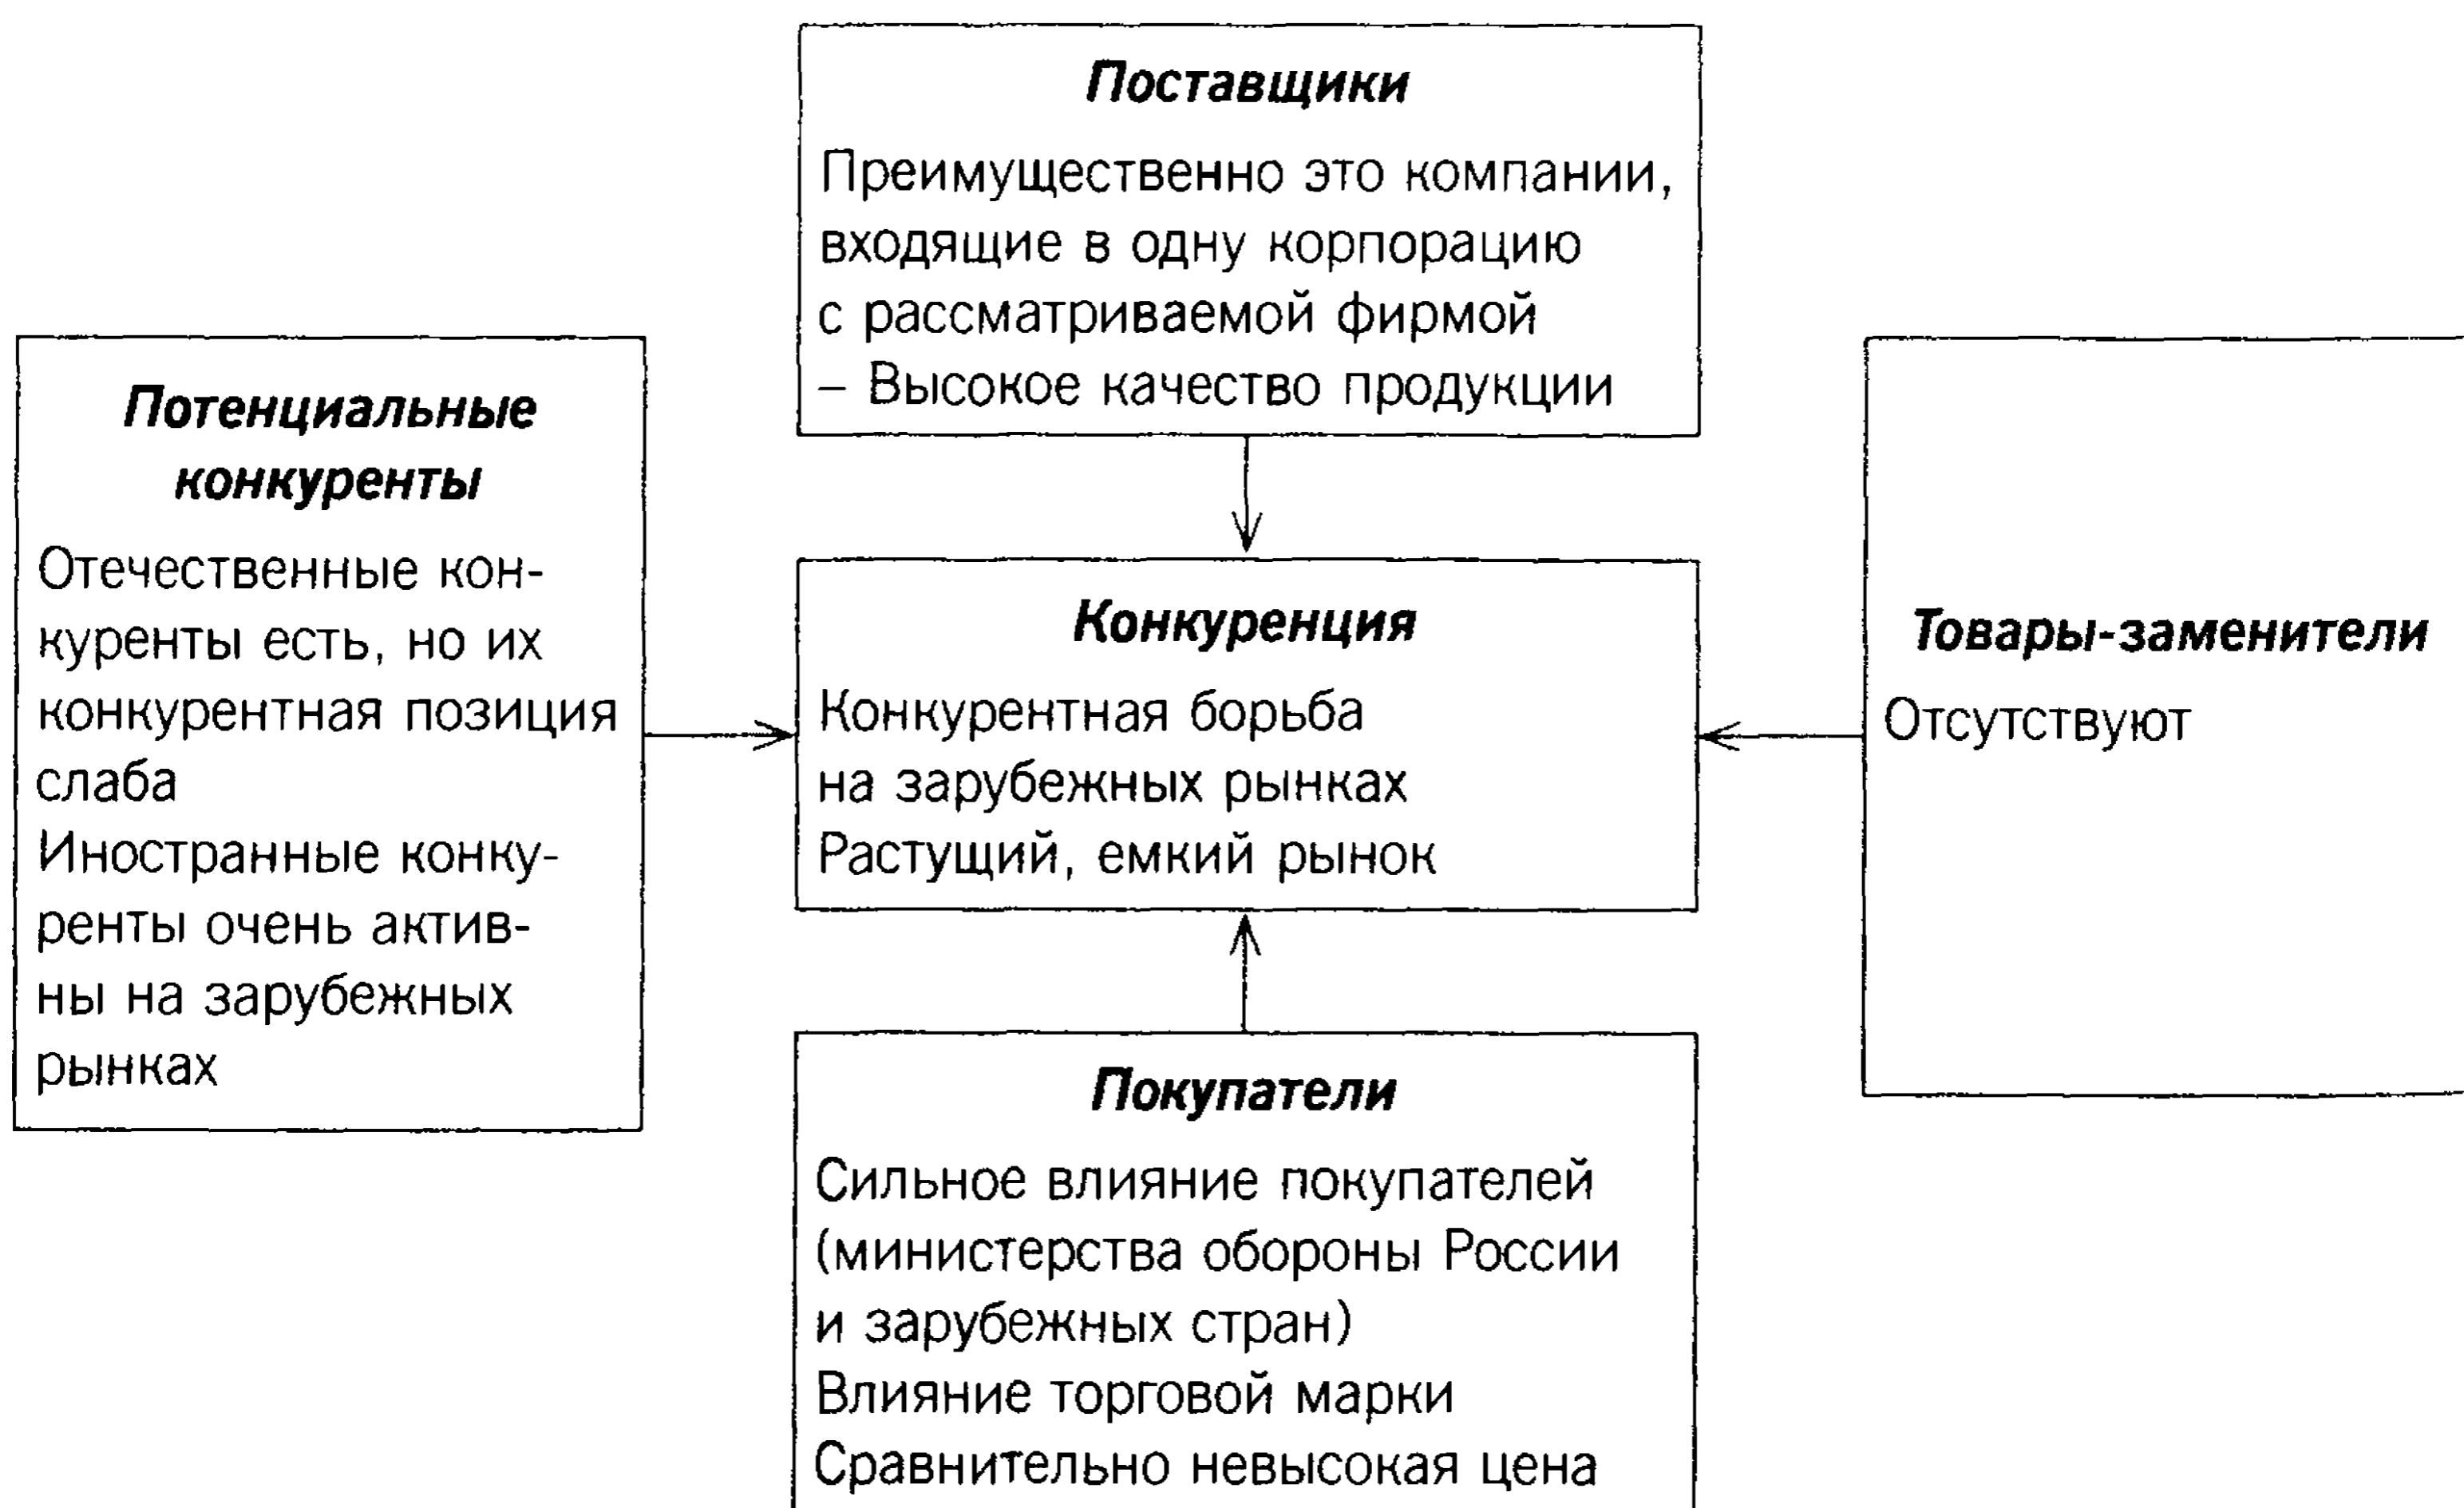 Поставщики
Преимущественно это компании,
входящие в одну корпорацию
с рассматриваемой фирмой
– Высокое качество продукции
Потенциальные
конкуренты
Отечественные кон-
куренты есть, но их
конкурентная позиция
слаба
Иностранные конку-
ренты очень актив-
ны на зарубежных
рынках
Конкуренция
Конкурентная борьба
на зарубежных рынках
Растущий, емкий рынок
Товары-заменители
Отсутствуют
Покупатели
Сильное влияние покупателей
(министерства обороны России
и зарубежных стран)
Влияние торговой марки
Сравнительно невысокая цена